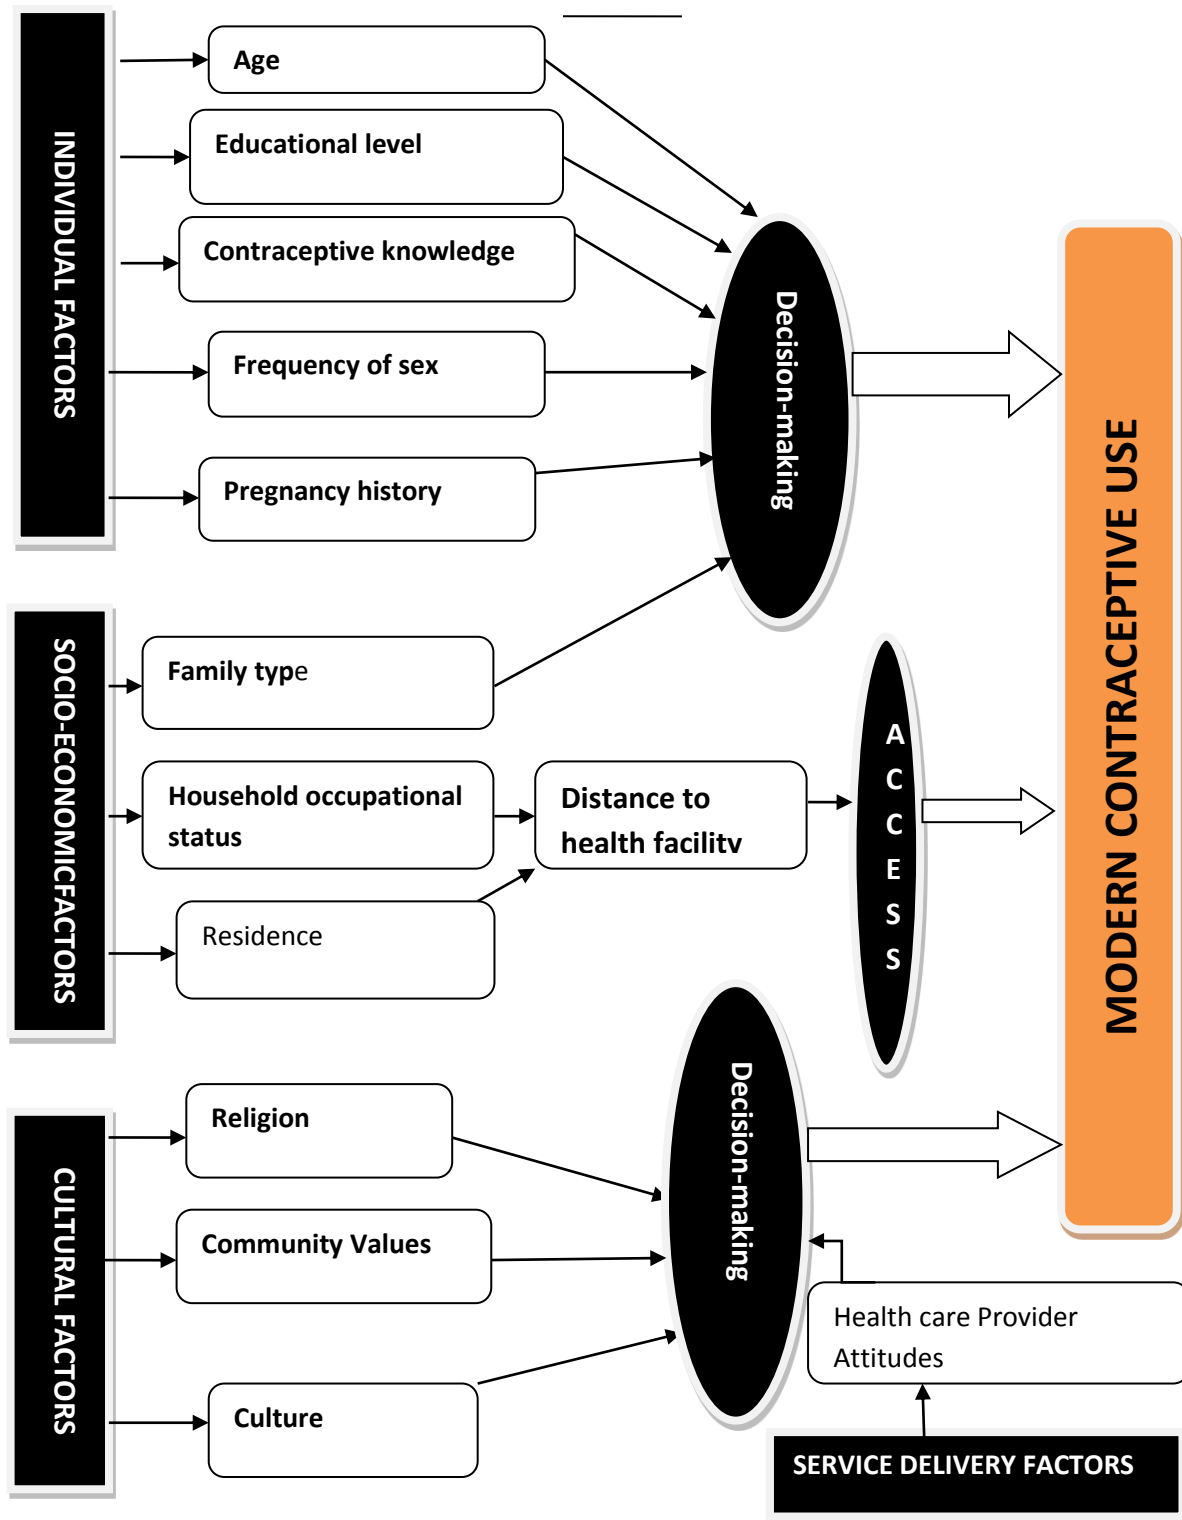 INDIVIDUAL FACTORS
Age
Educational level
Contraceptive knowledge
Frequency of sex
Pregnancy history
Decision-making
SOCIO-ECONOMICFACTORS
Family type
Household occupational
status
Residence
Distance to
health facility
ACCESS
MODERN CONTRACEPTIVE USE
CULTURAL FACTORS
Religion
Community Values
Culture
Decision-making
Health care Provider
Attitudes
SERVICE DELIVERY FACTORS